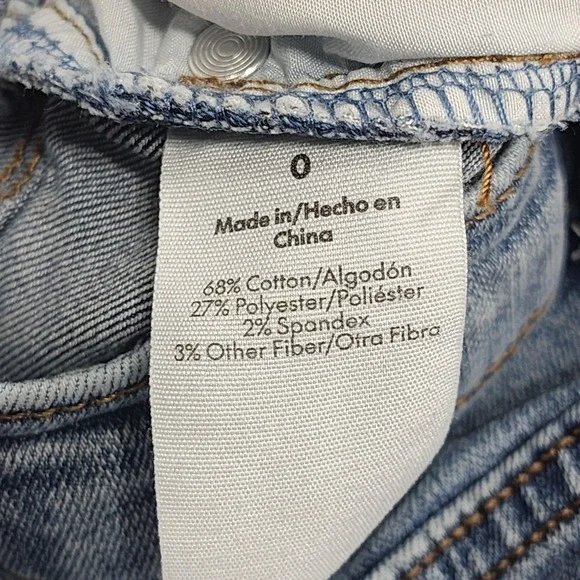 0
Made in/Hecho en
China
68% Cotton/Algodón
27% Polyester/Poliéster
2% Spandex
3% Other Fiber/Otra Fibra